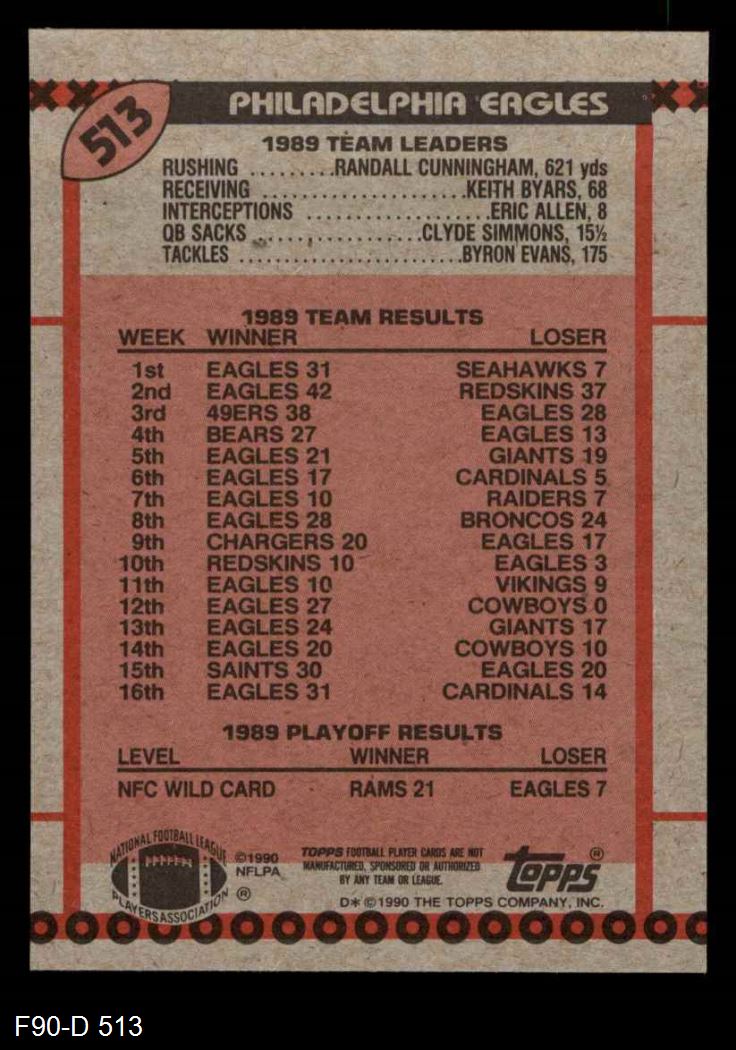 513
PHILADELPHIA EAGLES
1989 TEAM LEADERS
RUSHING .........RANDALL CUNNINGHAM, 621 yds
RECEIVING ......................KEITH BYARS, 68
INTERCEPTIONS ....................ERIC ALLEN, 8
QB SACKS ..................CLYDE SIMMONS, 15½
TACKLES ........................BYRON EVANS, 175
1989 TEAM RESULTS
WEEK WINNER LOSER
1st EAGLES 31 SEAHAWKS 7
2nd EAGLES 42 REDSKINS 37
3rd 49ERS 38 EAGLES 28
4th BEARS 27 EAGLES 13
5th EAGLES 21 GIANTS 19
6th EAGLES 17 CARDINALS 5
7th EAGLES 10 RAIDERS 7
8th EAGLES 28 BRONCOS 24
9th CHARGERS 20 EAGLES 17
10th REDSKINS 10 EAGLES 3
11th EAGLES 10 VIKINGS 9
12th EAGLES 27 COWBOYS 0
13th EAGLES 24 GIANTS 17
14th EAGLES 20 COWBOYS 10
15th SAINTS 30 EAGLES 20
16th EAGLES 31 CARDINALS 14
1989 PLAYOFF RESULTS
LEVEL WINNER LOSER
NFC WILD CARD RAMS 21 EAGLES 7
NATIONAL FOOTBALL LEAGUE
PLAYERS ASSOCIATION ®
©1990
NFLPA
TOPPS FOOTBALL PLAYER CARDS ARE NOT
MANUFACTURED, SPONSORED OR AUTHORIZED
BY ANY TEAM OR LEAGUE.
topps ®
D* © 1990 THE TOPPS COMPANY, INC.
F90-D 513